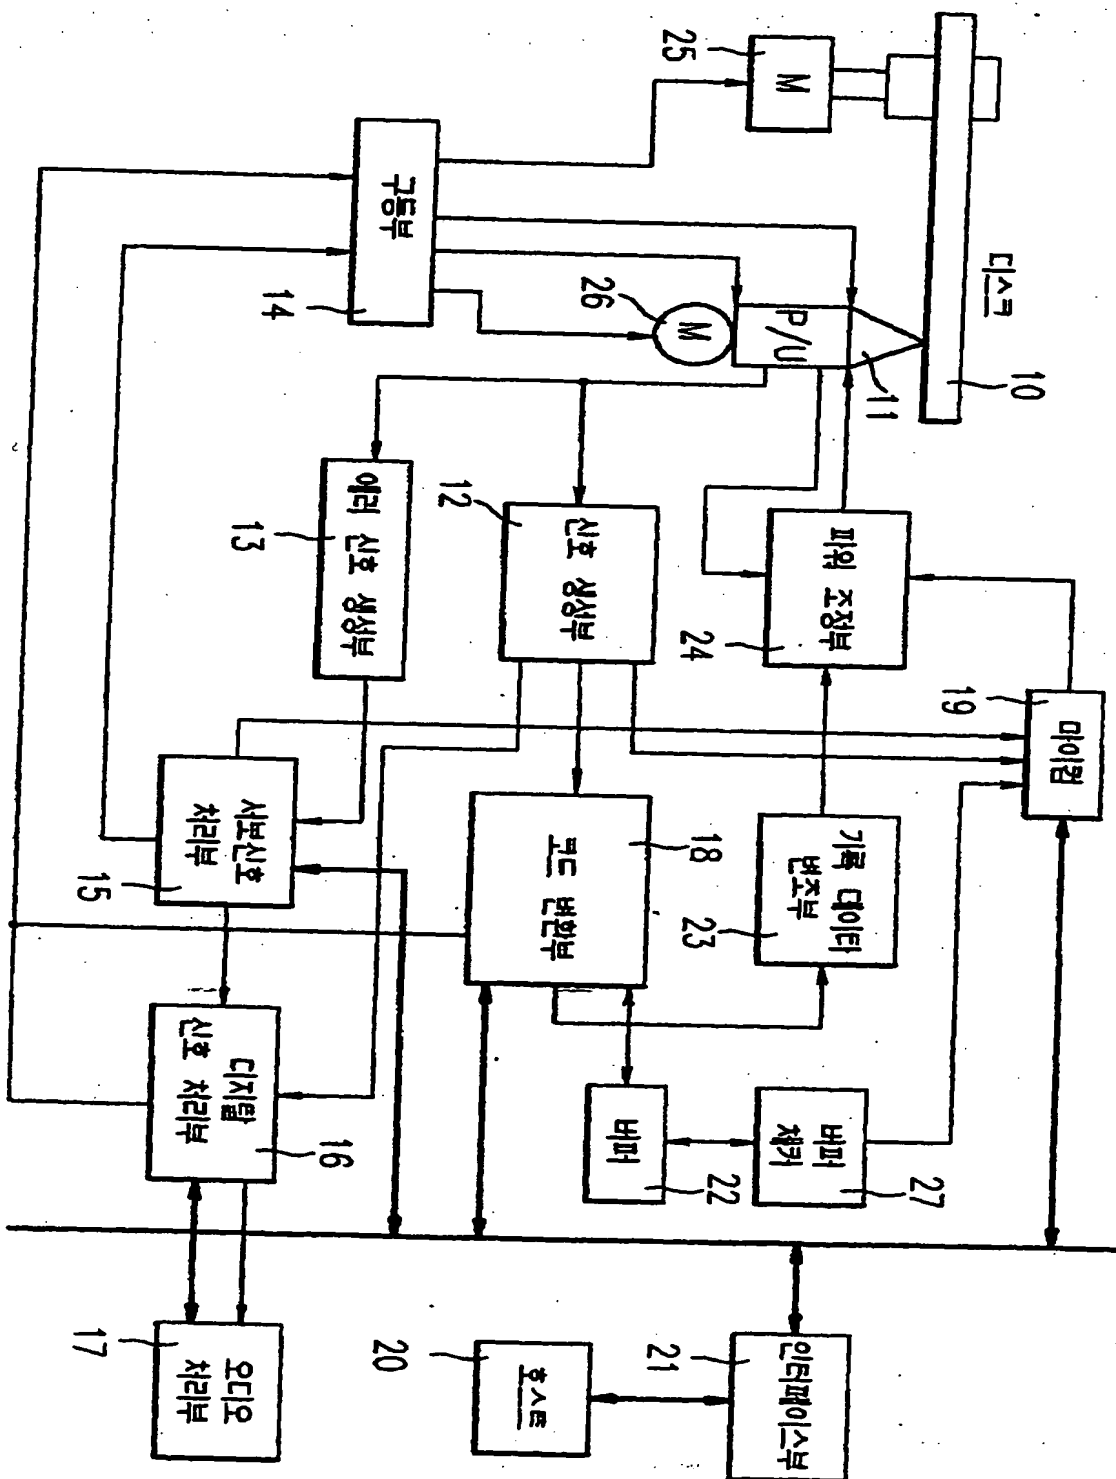 25
M
디스크
10
구동부
14
26
M
P/U
11
에러 신호 생성부
13
12
신호 생성부
파워 조정부
24
19
마이컴
서보신호
처리부
15
18
코드 변환부
기록 데이타
변조부
23
디지탈
신호 처리부
16
버퍼
22
버퍼
체커
27
17
오디오
처리부
20
호스트
21
인터페이스부